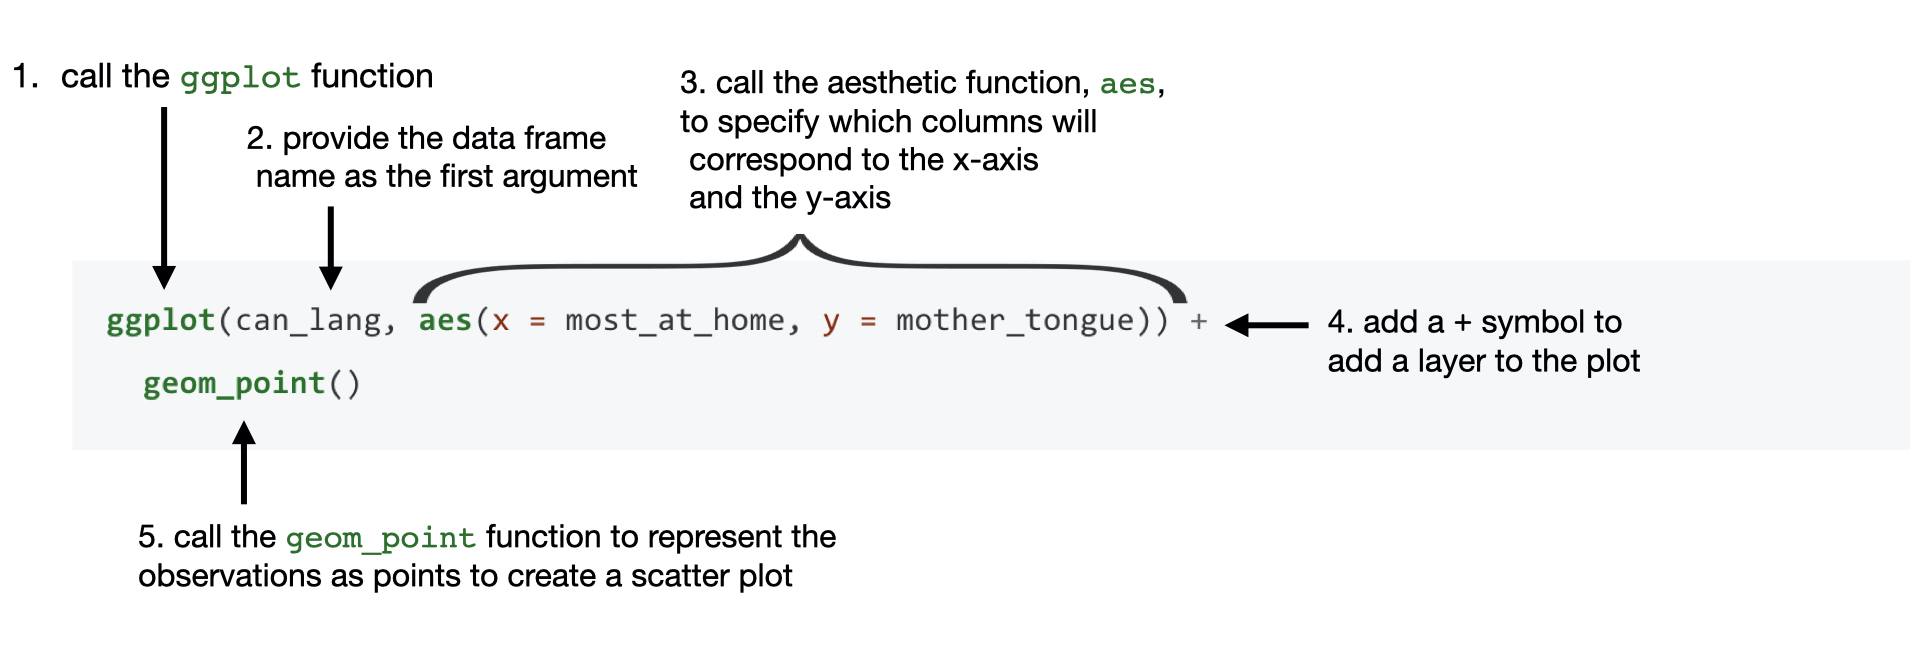 1. call the ggplot function
2. provide the data frame
name as the first argument
3. call the aesthetic function, aes,
to specify which columns will
correspond to the x-axis
and the y-axis
ggplot(can_lang, aes(x = most_at_home, y = mother_tongue)) +
geom_point()
4. add a + symbol to
add a layer to the plot
5. call the geom_point function to represent the
observations as points to create a scatter plot